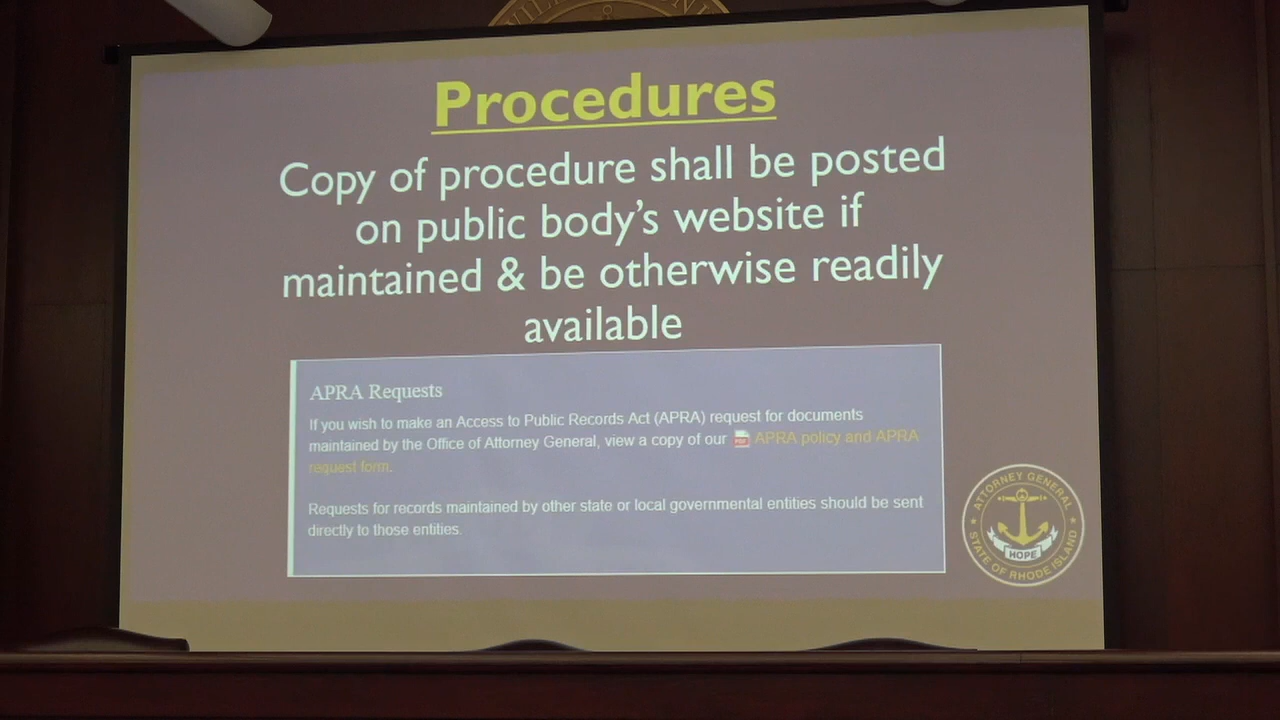 Procedures
Copy of procedure shall be posted
on public body's website if
maintained & be otherwise readily
available
APRA Requests
If you wish to make an Access to Public Records Act (APRA) request for documents
maintained by the Office of Attorney General, view a copy of our PDF APRA policy and APRA
request form.
Requests for records maintained by other state or local governmental entities should be sent
directly to those entities.
ATTORNEY GENERAL
HOPE
STATE OF RHODE ISLAND